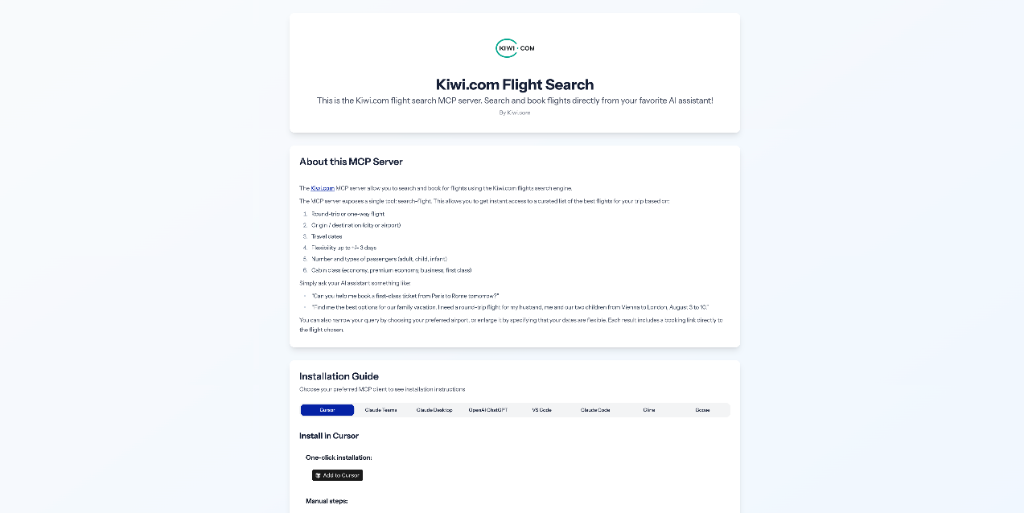 KIWI • COM
Kiwi.com Flight Search
This is the Kiwi.com flight search MCP server. Search and book flights directly from your favorite AI assistant!
By Kiwi.com
About this MCP Server
The Kiwi.com MCP server allow you to search and book for flights using the Kiwi.com flights search engine.
The MCP server exposes a single tool: search-flight. This allows you to get instant access to a curated list of the best flights for your trip based on:
1. Round-trip or one-way flight
2. Origin / destination (city or airport)
3. Travel dates
4. Flexibility up to +/- 3 days
5. Number and types of passengers (adult, child, infant)
6. Cabin class (economy, premium economy, business, first class)
Simply ask your AI assistant something like:
• "Can you help me book a first-class ticket from Paris to Rome tomorrow?"
• "Find me the best options for our family vacation. I need a round-trip flight for my husband, me and our two children from Vienna to London, August 3 to 10."
You can also narrow your query by choosing your preferred airport, or enlarge it by specifying that your dates are flexible. Each result includes a booking link directly to
the flight chosen.
Installation Guide
Choose your preferred MCP client to see installation instructions
Cursor Claude Teams Claude Desktop OpenAI ChatGPT VS Code Claude Code Cline Goose
Install in Cursor
One-click installation:
Add to Cursor
Manual steps: